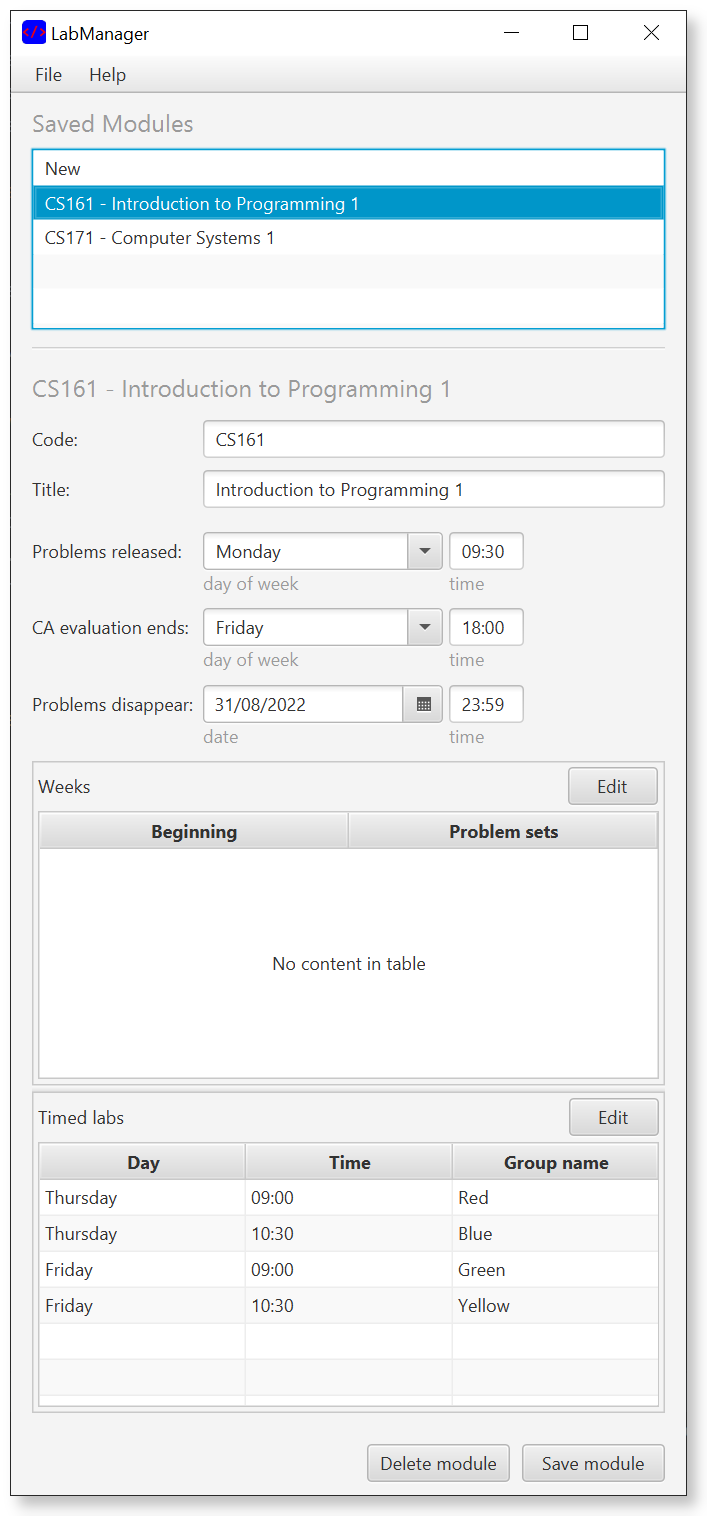 </> LabManager
File Help
Saved Modules
New
CS161 - Introduction to Programming 1
CS171 - Computer Systems 1
CS161 - Introduction to Programming 1
Code: CS161
Title: Introduction to Programming 1
Problems released: Monday 09:30
day of week time
CA evaluation ends: Friday 18:00
day of week time
Problems disappear: 31/08/2022 23:59
date time
Weeks Edit
Beginning Problem sets
No content in table
Timed labs Edit
Day Time Group name
Thursday 09:00 Red
Thursday 10:30 Blue
Friday 09:00 Green
Friday 10:30 Yellow
Delete module Save module